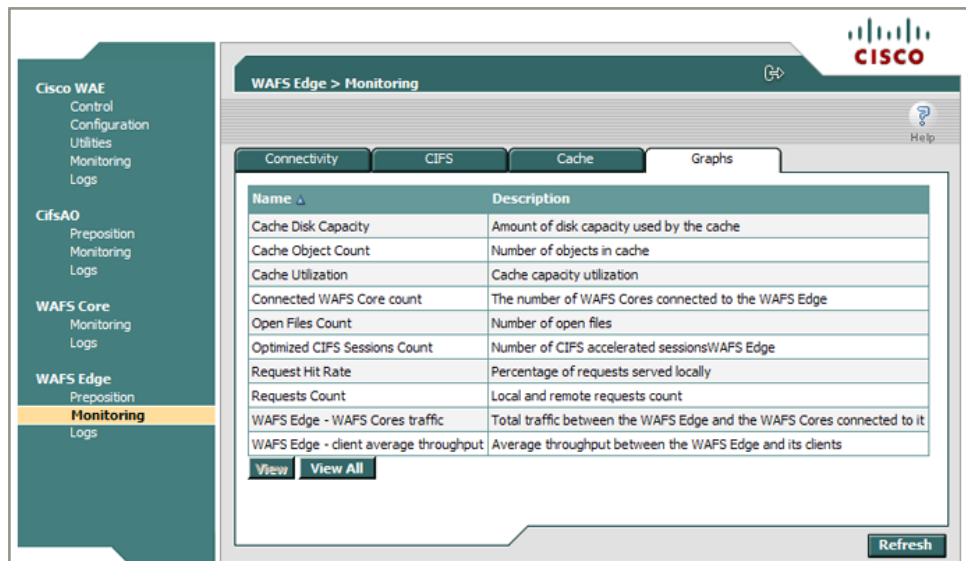 CISCO
WAFS Edge > Monitoring
Help
Cisco WAE
Control
Configuration
Utilities
Monitoring
Logs
CifsAO
Preposition
Monitoring
Logs
WAFS Core
Monitoring
Logs
WAFS Edge
Preposition
Monitoring
Logs
Connectivity CIFS Cache Graphs
Name Description
Cache Disk Capacity Amount of disk capacity used by the cache
Cache Object Count Number of objects in cache
Cache Utilization Cache capacity utilization
Connected WAFS Core count The number of WAFS Cores connected to the WAFS Edge
Open Files Count Number of open files
Optimized CIFS Sessions Count Number of CIFS accelerated sessionsWAFS Edge
Request Hit Rate Percentage of requests served locally
Requests Count Local and remote requests count
WAFS Edge - WAFS Cores traffic Total traffic between the WAFS Edge and the WAFS Cores connected to it
WAFS Edge - client average throughput Average throughput between the WAFS Edge and its clients
View View All
Refresh